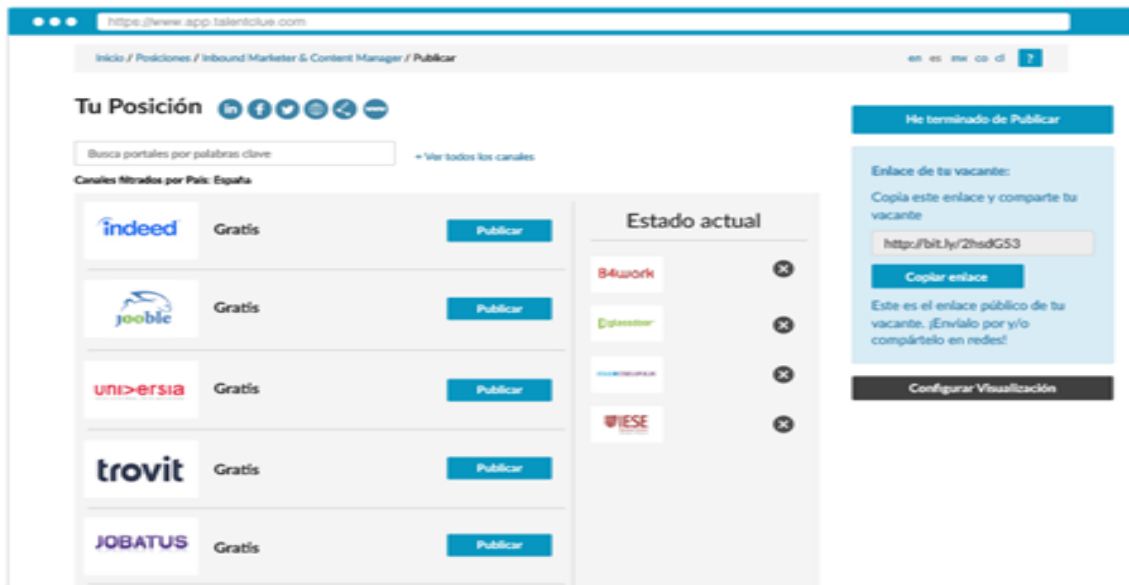 https://www.app.talentclue.com
Inicio / Posiciones / Inbound Marketer & Content Manager / Publicar
en es mx co cl ?
Tu Posición
in f www
He terminado de Publicar
Busca portales por palabras clave
+ Ver todos los canales
Canales filtrados por País: España
indeed Gratis Publicar
jooble Gratis Publicar
universia Gratis Publicar
trovit Gratis Publicar
JOBATUS Gratis Publicar
Estado actual
B4work
glassdoor
IESE
Enlace de tu vacante:
Copia este enlace y comparte tu
vacante
http://bit.ly/2hsdG53
Copiar enlace
Este es el enlace público de tu
vacante. ¡Envíalo por y/o
compártelo en redes!
Configurar Visualización